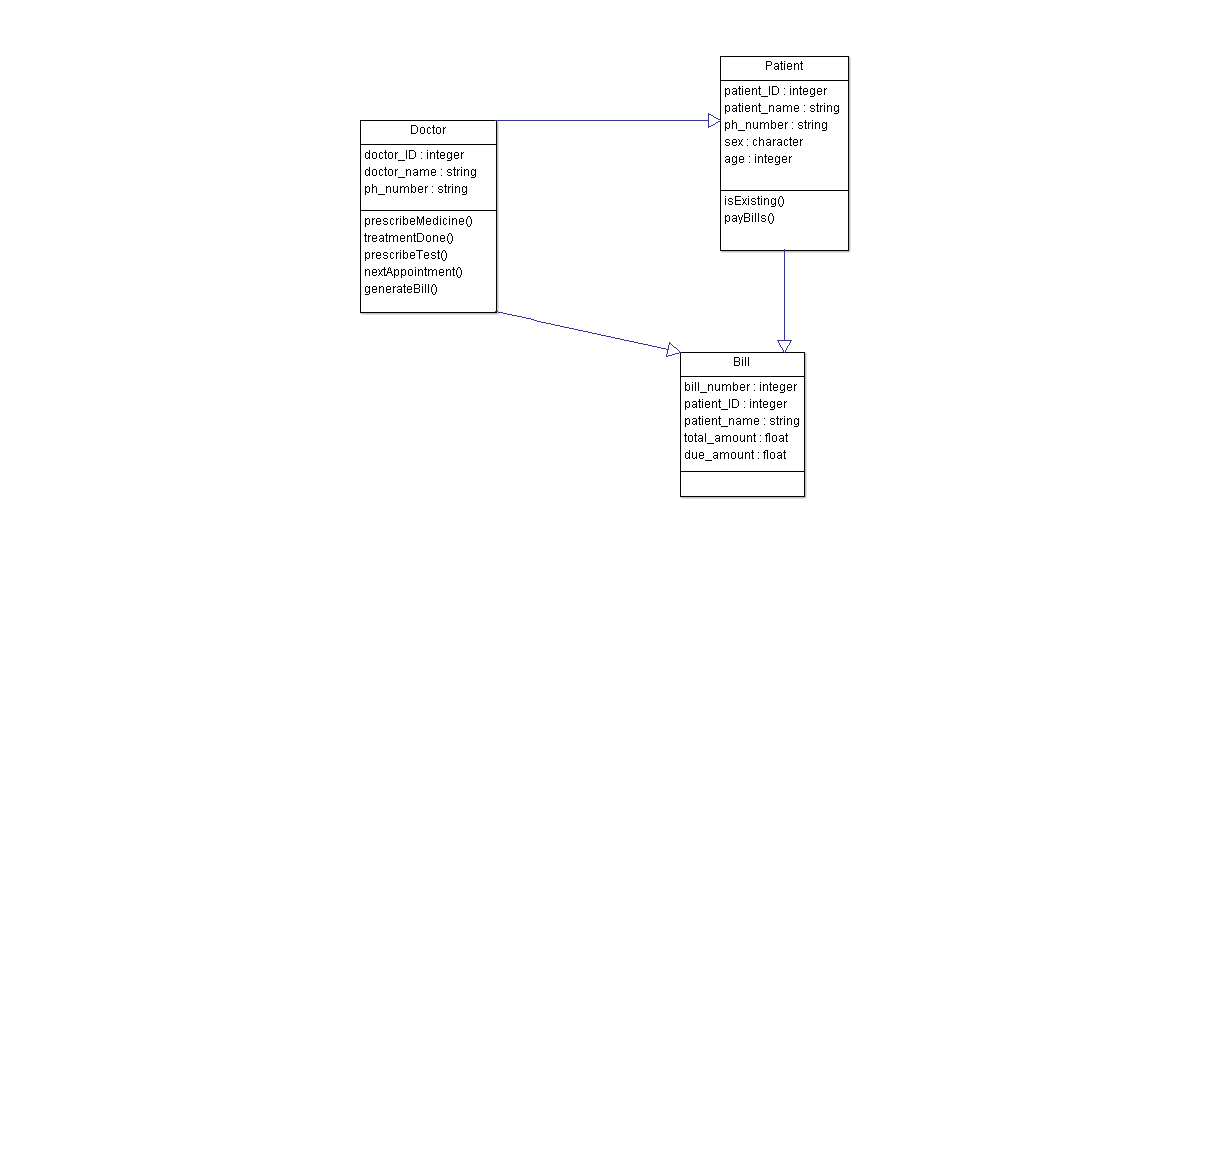 Patient
patient_ID : integer
patient_name : string
ph_number : string
sex : character
age : integer
isExisting()
payBills()
Doctor
doctor_ID : integer
doctor_name : string
ph_number : string
prescribeMedicine()
treatmentDone()
prescribeTest()
nextAppointment()
generateBill()
Bill
bill_number : integer
patient_ID : integer
patient_name : string
total_amount : float
due_amount : float